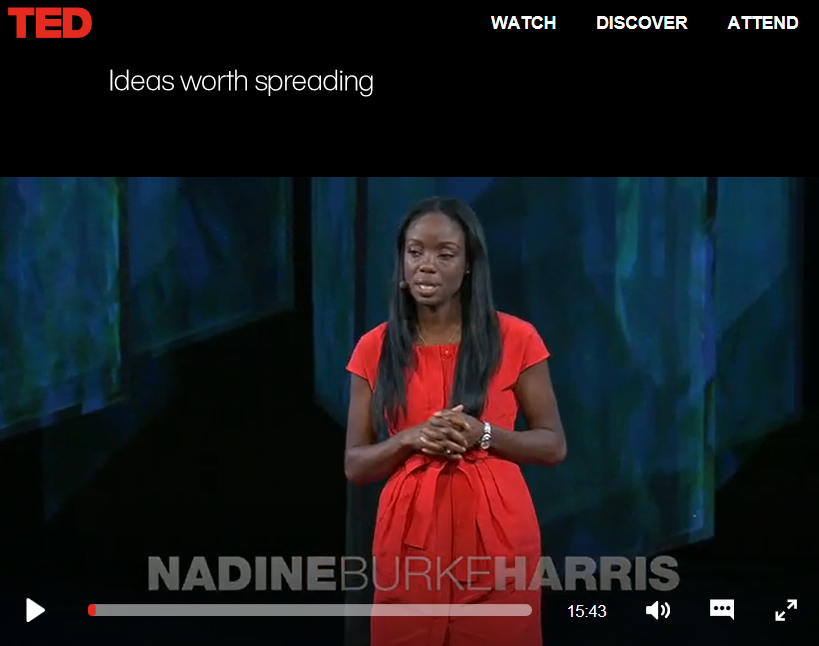 TED
WATCH DISCOVER ATTEND
Ideas worth spreading
NADINEBURKEHARRIS
15:43